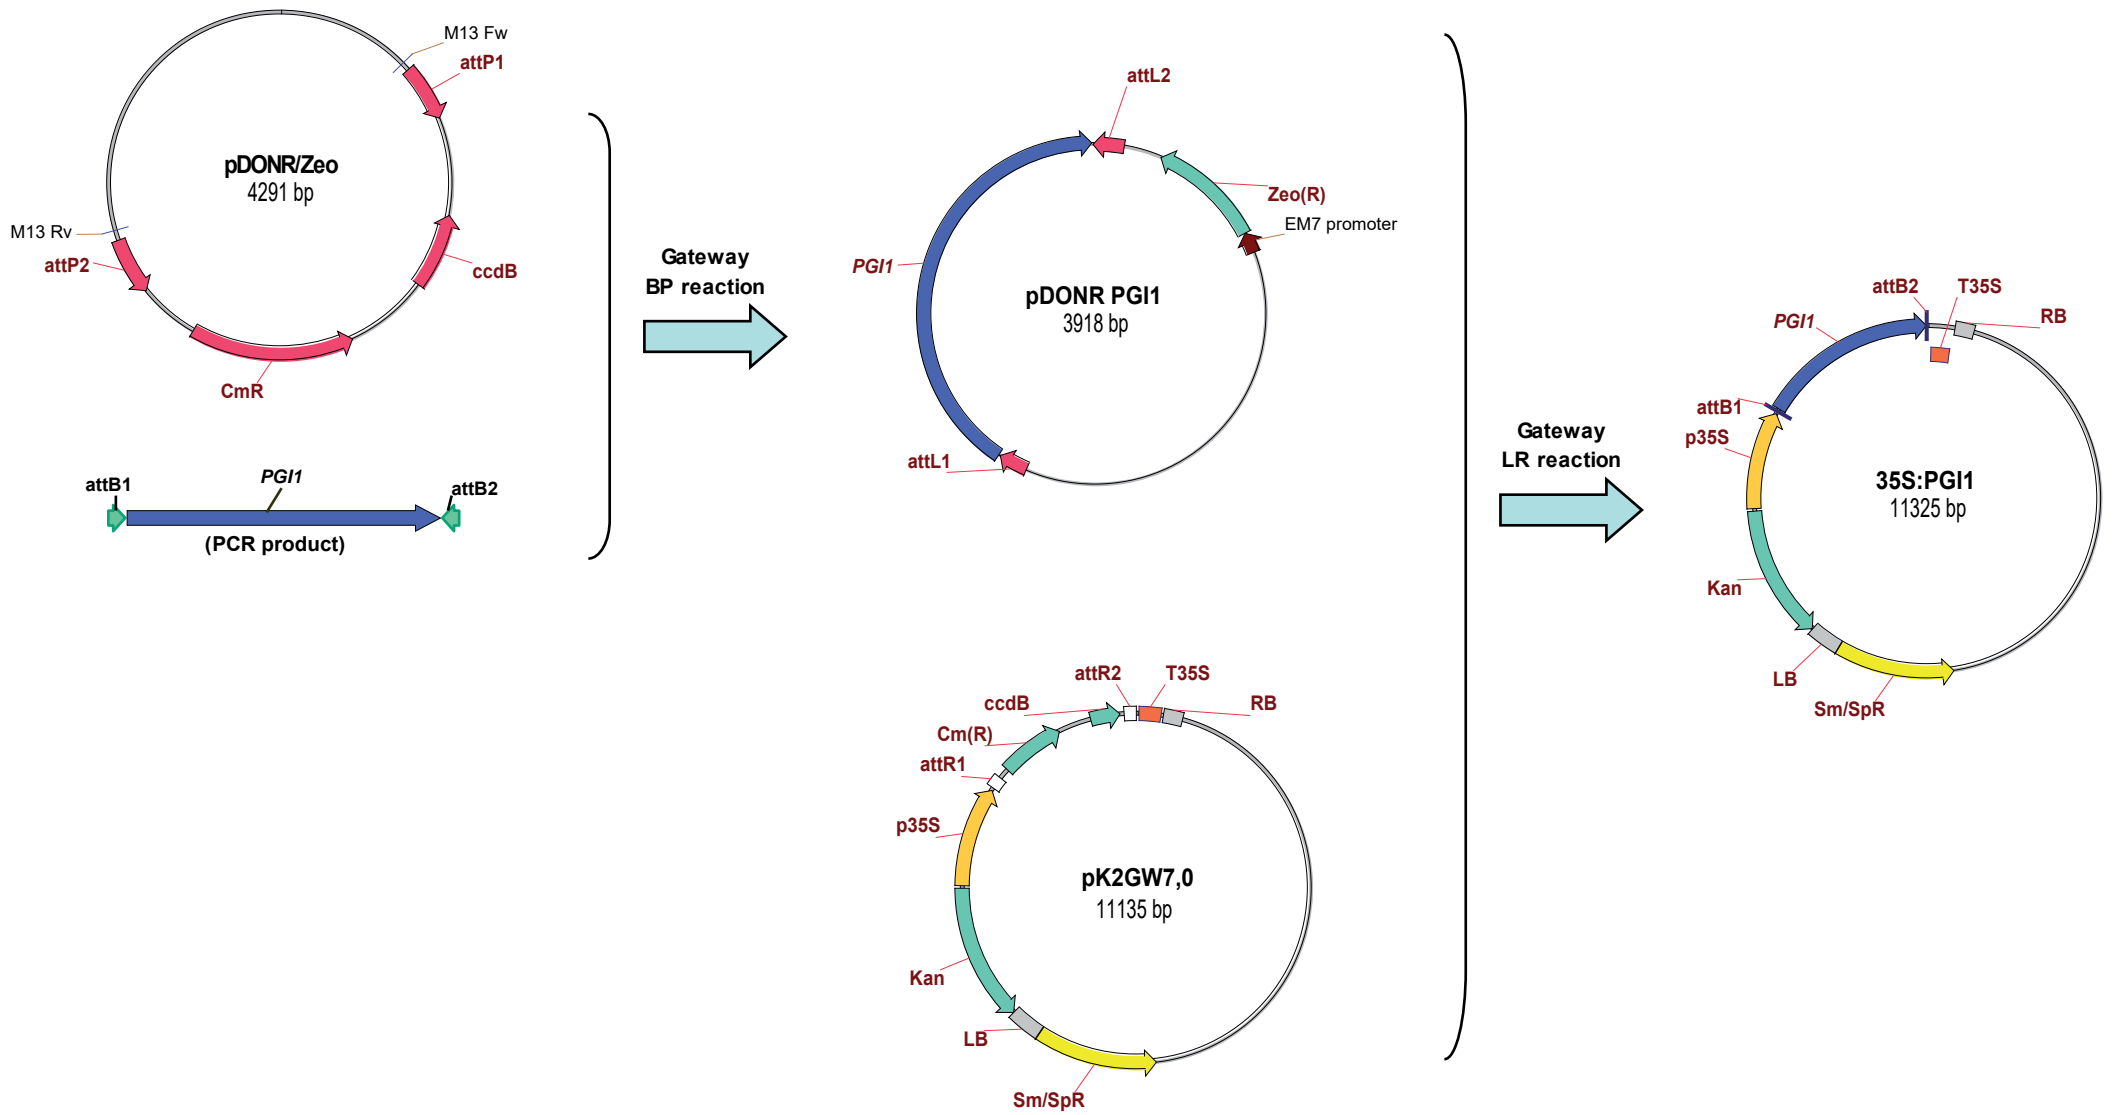 M13 Fw
attP1
pDONR/Zeo
4291 bp
M13 Rv
attP2
ccdB
CmR
attB1
PGI1
attB2
(PCR product)
Gateway
BP reaction
attL2
Zeo(R)
EM7 promoter
PGI1
pDONR PGI1
3918 bp
attL1
attR2
T35S
RB
ccdB
Cm(R)
attR1
p35S
pK2GW7,0
11135 bp
Kan
LB
Sm/SpR
Gateway
LR reaction
attB2
T35S
RB
PGI1
attB1
p35S
35S:PGI1
11325 bp
Kan
LB
Sm/SpR